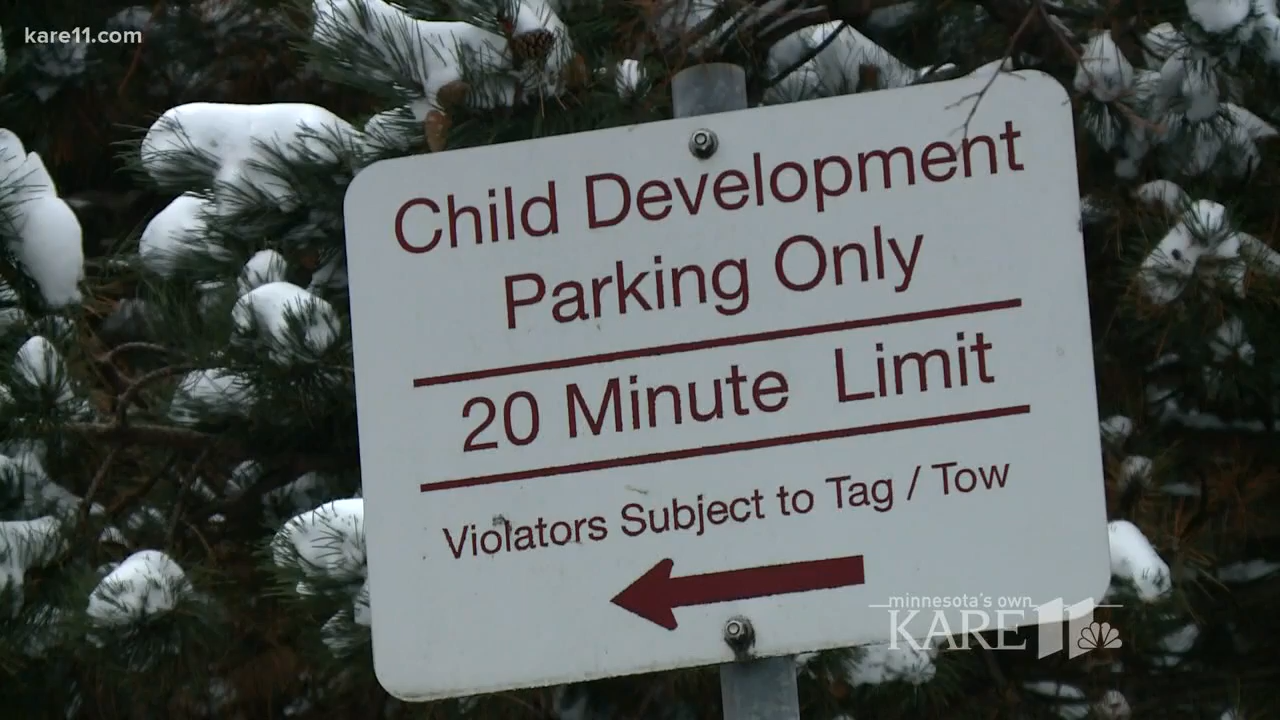 kare11.com
Child Development
Parking Only
20 Minute Limit
Violators Subject to Tag / Tow
minnesota's own
KARE 11